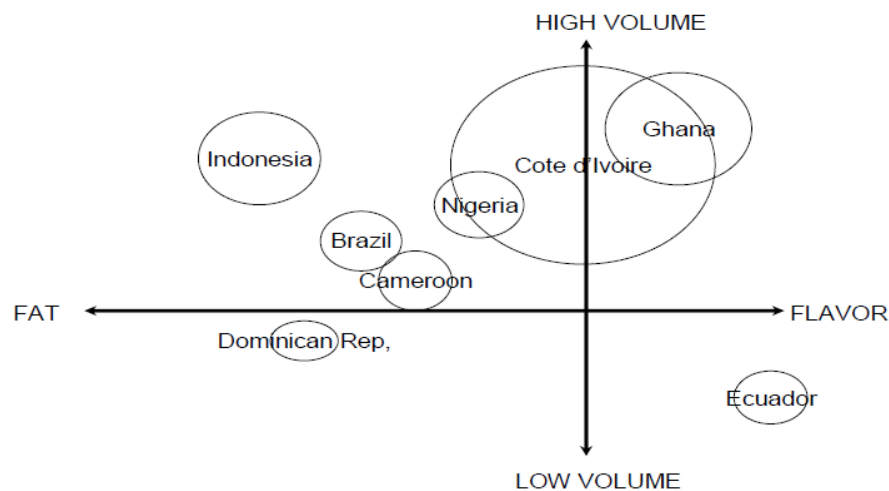 HIGH VOLUME
Ghana
Indonesia
Cote d'Ivoire
Nigeria
Brazil
Cameroon
FAT
FLAVOR
Dominican Rep,
Ecuador
LOW VOLUME